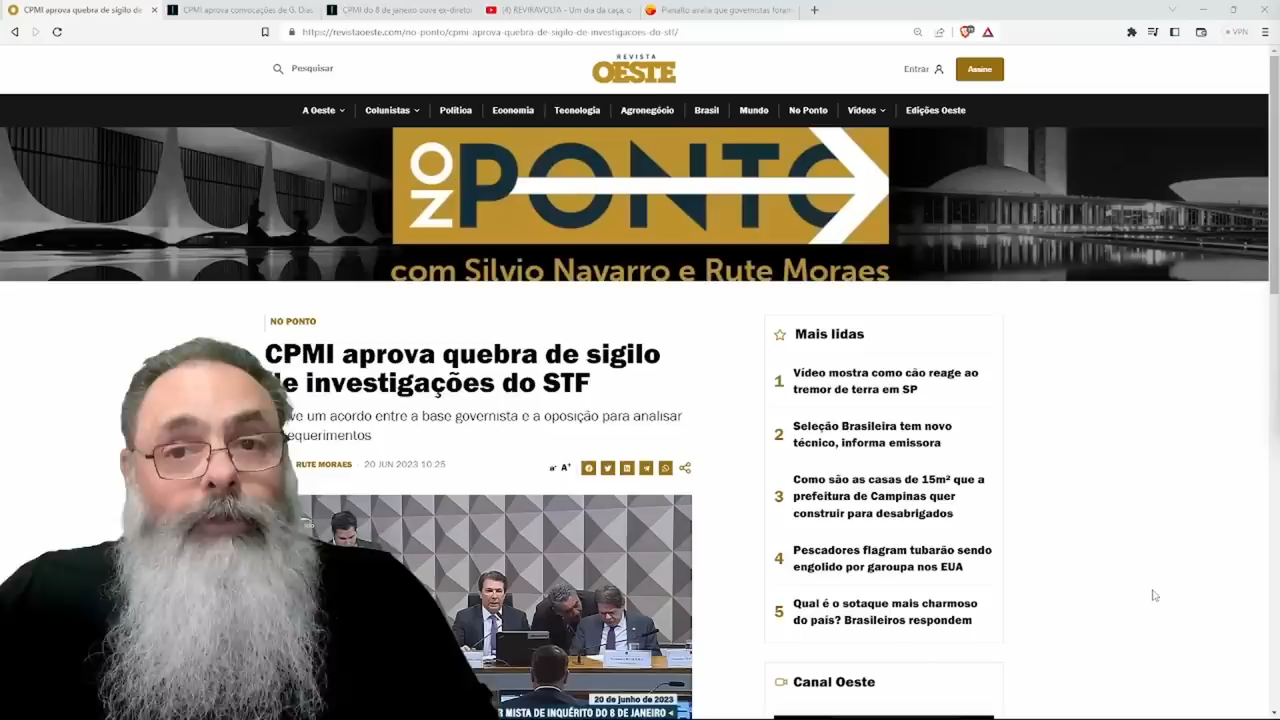 CPMI aprova quebra de sigilo de
CPMI aprova convocações de G. Dias
CPMI do 8 de janeiro ouve ex-diretor
(4) REVIRAVOLTA - Um dia da caça, o
Planalto avalia que governistas foram
https://revistaoeste.com/no-ponto/cpmi-aprova-quebra-de-sigilo-de-investigacoes-do-stf/
VPN
Pesquisar
REVISTA
OESTE
Entrar
Assine
A Oeste
Colunistas
Política
Economia
Tecnologia
Agronegócio
Brasil
Mundo
No Ponto
Vídeos
Edições Oeste
NO
PONTO
com Silvio Navarro e Rute Moraes
NO PONTO
CPMI aprova quebra de sigilo
de investigações do STF
ve um acordo entre a base governista e a oposição para analisar
equerimentos
RUTE MORAES · 20 JUN 2023 10:25
A+
20 de junho de 2023
R MISTA DE INQUÉRITO DO 8 DE JANEIRO
Mais lidas
1 Vídeo mostra como cão reage ao
tremor de terra em SP
2 Seleção Brasileira tem novo
técnico, informa emissora
3 Como são as casas de 15m² que a
prefeitura de Campinas quer
construir para desabrigados
4 Pescadores flagram tubarão sendo
engolido por garoupa nos EUA
5 Qual é o sotaque mais charmoso
do país? Brasileiros respondem
Canal Oeste